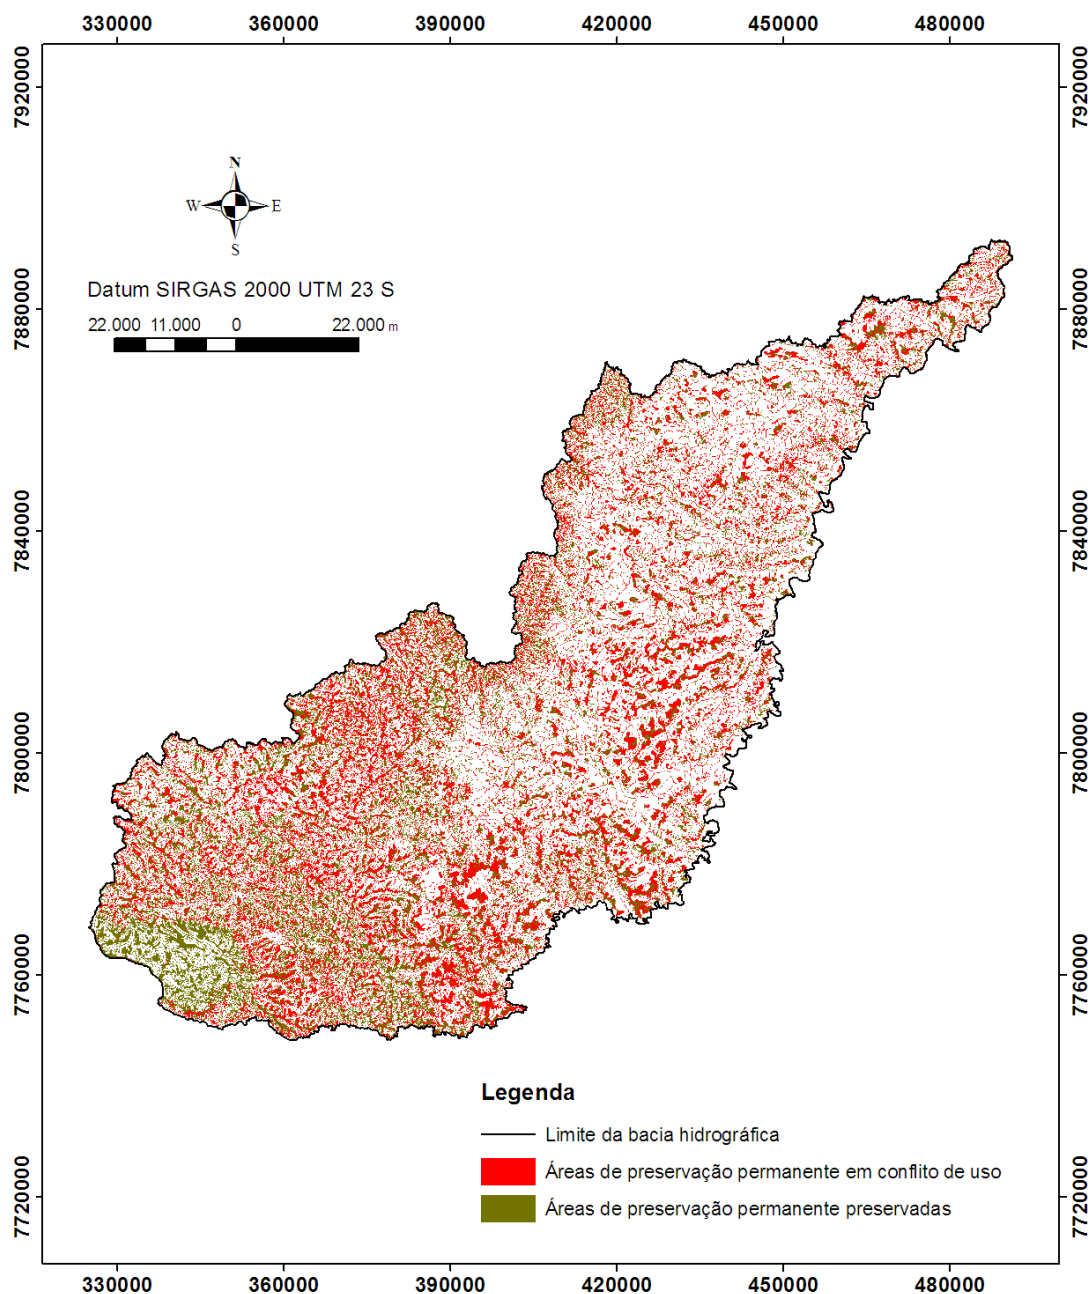 330000 360000 390000 420000 450000 480000
7920000 7920000
N
W E
S
Datum SIRGAS 2000 UTM 23 S
22.000 11.000 0 22.000 m
7880000 7880000
7840000 7840000
7800000 7800000
7760000 7760000
Legenda
Limite da bacia hidrográfica
Áreas de preservação permanente em conflito de uso
Áreas de preservação permanente preservadas
7720000 7720000
330000 360000 390000 420000 450000 480000